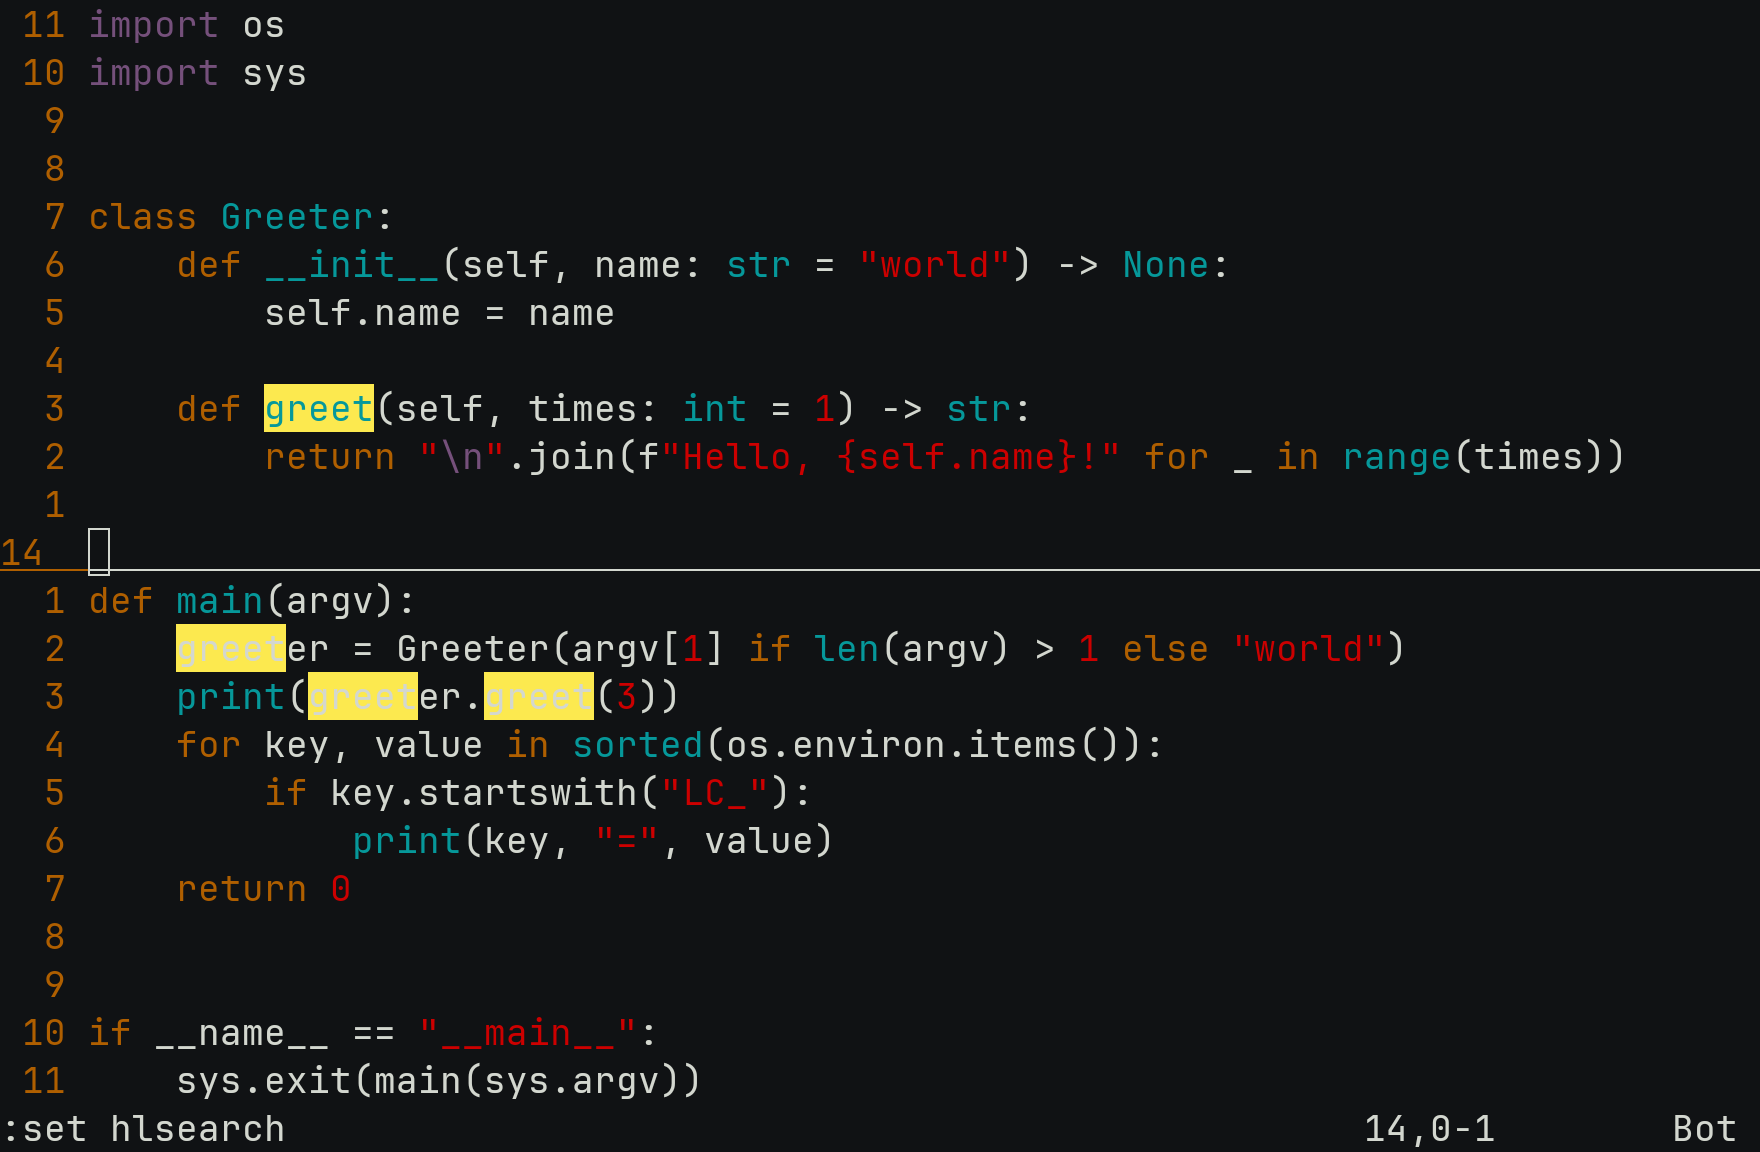 11 import os
10 import sys
9
8
7 class Greeter:
6     def __init__(self, name: str = "world") -> None:
5         self.name = name
4
3     def greet(self, times: int = 1) -> str:
2         return "\n".join(f"Hello, {self.name}!" for _ in range(times))
1
14
1 def main(argv):
2     greeter = Greeter(argv[1] if len(argv) > 1 else "world")
3     print(greeter.greet(3))
4     for key, value in sorted(os.environ.items()):
5         if key.startswith("LC_"):
6             print(key, "=", value)
7     return 0
8
9
10 if __name__ == "__main__":
11     sys.exit(main(sys.argv))
:set hlsearch 14,0-1 Bot